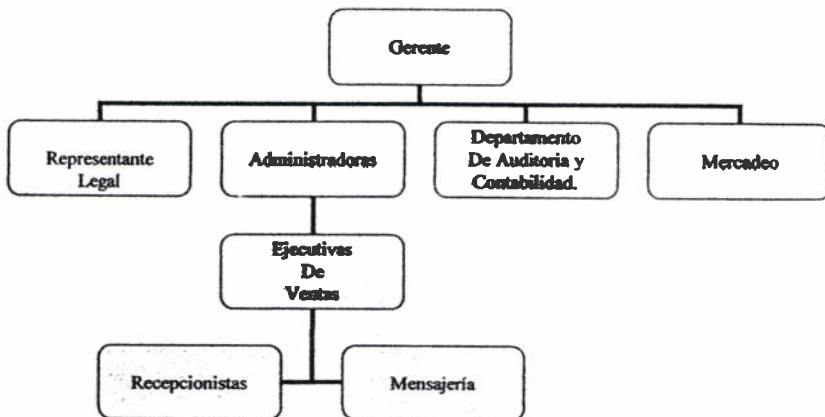 Gerente
Representante
Legal
Administradoras
Departamento
De Auditoria y
Contabilidad.
Mercadeo
Ejecutivas
De
Ventas
Recepcionistas
Mensajería